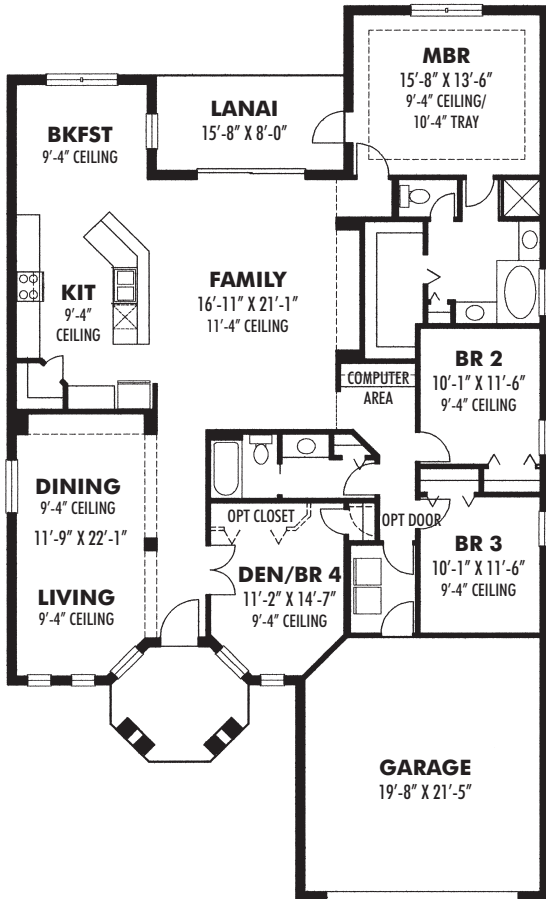 MBR
15'-8" X 13'-6"
9'-4" CEILING/
10'-4" TRAY
LANAI
15'-8" X 8'-0"
BKFST
9'-4" CEILING
FAMILY
16'-11" X 21'-1"
11'-4" CEILING
KIT
9'-4"
CEILING
BR 2
10'-1" X 11'-6"
9'-4" CEILING
COMPUTER
AREA
DINING
9'-4" CEILING
11'-9" X 22'-1"
LIVING
9'-4" CEILING
OPT CLOSET
OPT DOOR
DEN/BR 4
11'-2" X 14'-7"
9'-4" CEILING
BR 3
10'-1" X 11'-6"
9'-4" CEILING
GARAGE
19'-8" X 21'-5"